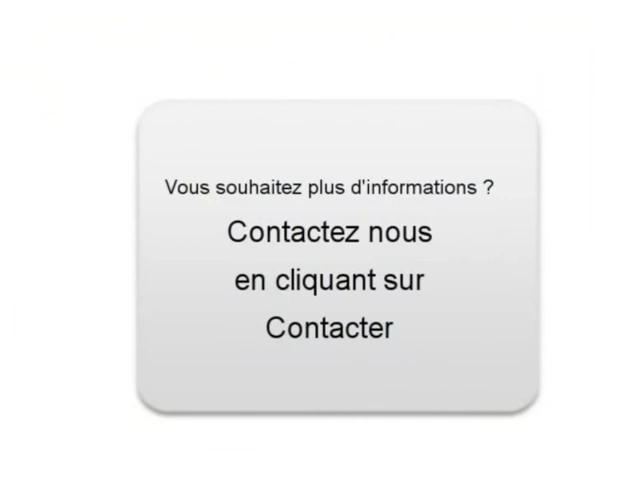 Vous souhaitez plus d'informations ?
Contactez nous
en cliquant sur
Contacter